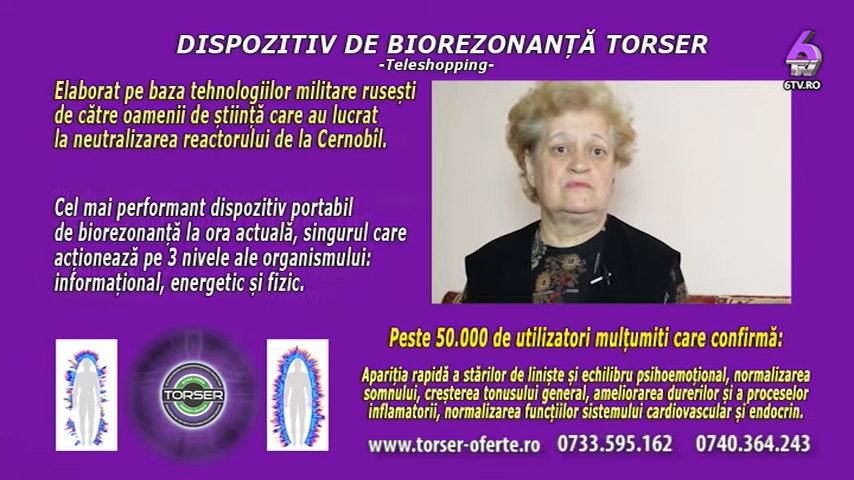 DISPOZITIV DE BIOREZONANȚĂ TORSER
-Teleshopping-
6
TV
6TV.RO
Elaborat pe baza tehnologiilor militare rusești
de către oamenii de știință care au lucrat
la neutralizarea reactorului de la Cernobîl.
Cel mai performant dispozitiv portabil
de biorezonanță la ora actuală, singurul care
acționează pe 3 nivele ale organismului:
informațional, energetic și fizic.
Peste 50.000 de utilizatori mulțumiti care confirmă:
Apariția rapidă a stărilor de liniște și echilibru psihoemoțional, normalizarea
somnului, creșterea tonusului general, ameliorarea durerilor și a proceselor
inflamatorii, normalizarea funcțiilor sistemului cardiovascular și endocrin.
TORSER
www.torser-oferte.ro 0733.595.162 0740.364.243